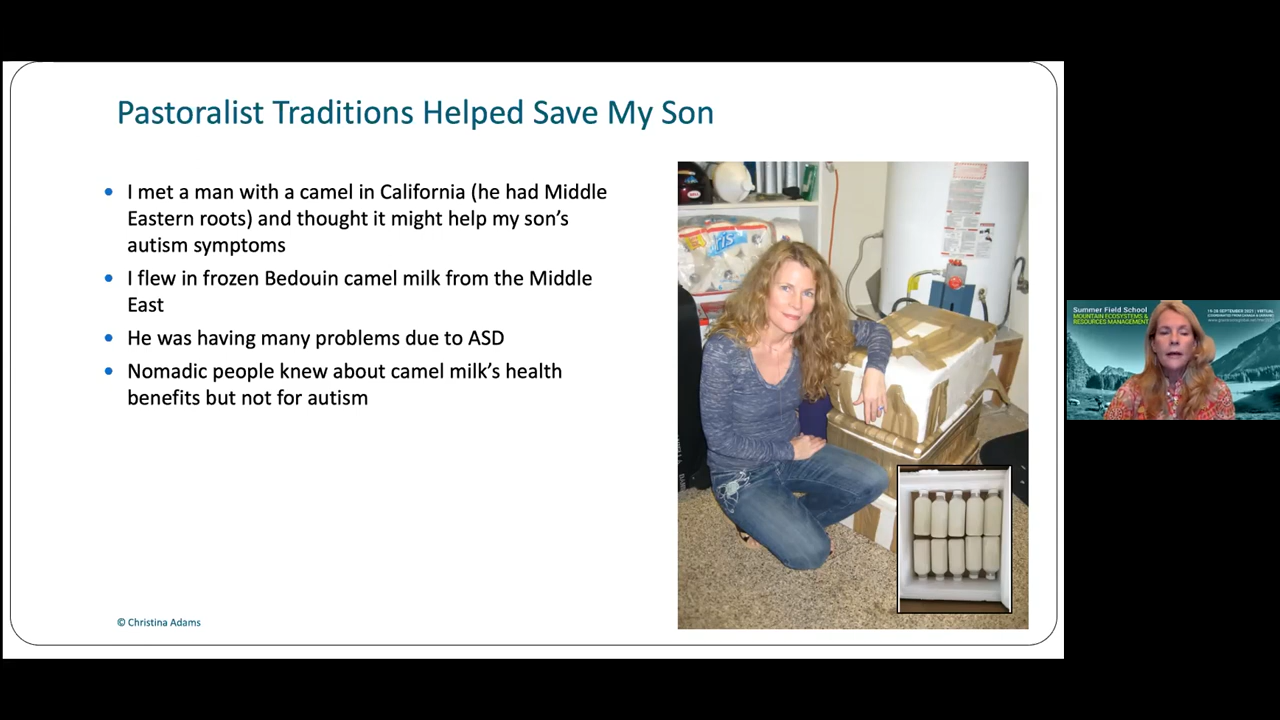 Pastoralist Traditions Helped Save My Son
I met a man with a camel in California (he had Middle
Eastern roots) and thought it might help my son's
autism symptoms
I flew in frozen Bedouin camel milk from the Middle
East
He was having many problems due to ASD
Nomadic people knew about camel milk's health
benefits but not for autism
© Christina Adams
Summer Field School
MOUNTAIN ECOSYSTEMS &
RESOURCES MANAGEMENT